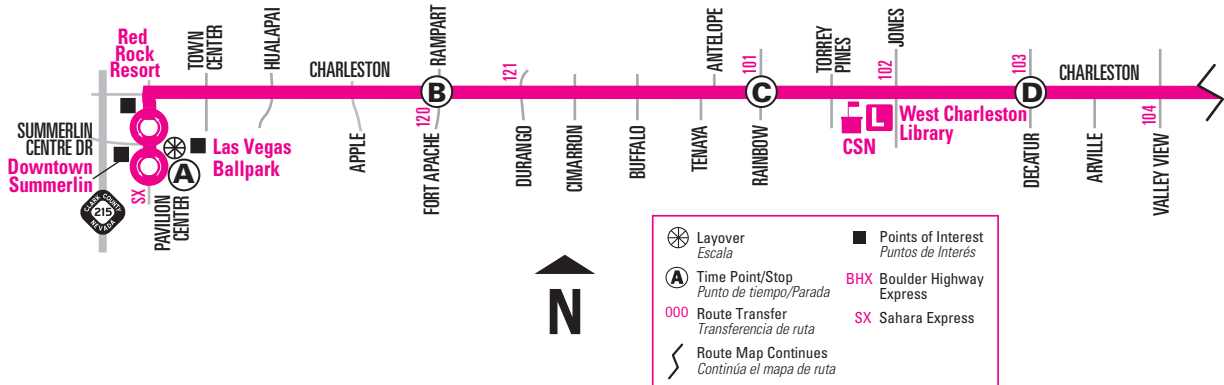 Red
Rock
Resort
TOWN
CENTER
HUALAPAI
CHARLESTON
RAMPART
121
ANTELOPE
101
TORREY
PINES
JONES
102
103
CHARLESTON
B
C
D
120
104
L
West Charleston
Library
CSN
SUMMERLIN
CENTRE DR
Downtown
Summerlin
Las Vegas
Ballpark
A
SX
PAVILION
CENTER
CLARK COUNTY
215
NEVADA
APPLE
FORT APACHE
DURANGO
CIMARRON
BUFFALO
TENAYA
RAINBOW
DECATUR
ARVILLE
VALLEY VIEW
N
Layover
Escala
A
Time Point/Stop
Punto de tiempo/Parada
000
Route Transfer
Transferencia de ruta
Route Map Continues
Continúa el mapa de ruta
Points of Interest
Puntos de Interés
BHX Boulder Highway
Express
SX Sahara Express